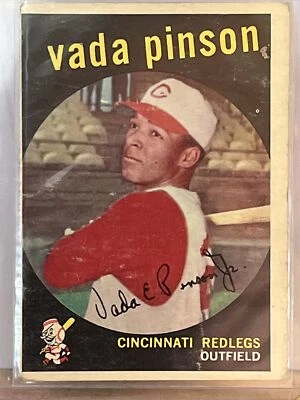 vada pinson
C
Vada E Pinson Jr.
CINCINNATI REDLEGS
OUTFIELD